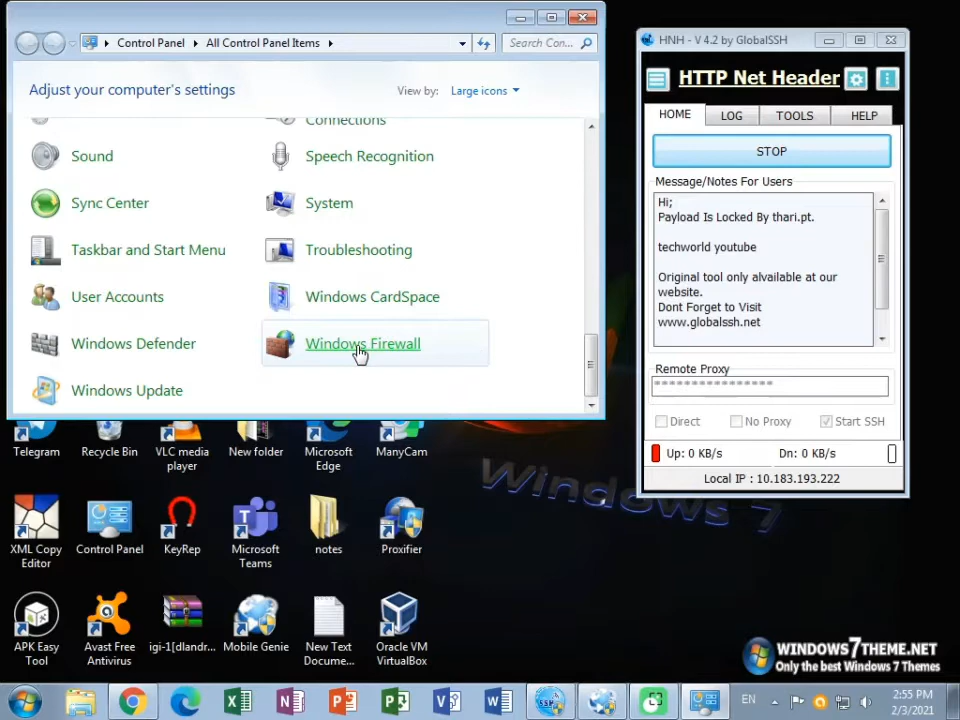 Control Panel
All Control Panel Items
Search Con...
Adjust your computer's settings
View by:
Large icons
Connections
Sound
Speech Recognition
Sync Center
System
Taskbar and Start Menu
Troubleshooting
User Accounts
Windows CardSpace
Windows Defender
Windows Firewall
Windows Update
HNH - V 4.2 by GlobalSSH
HTTP Net Header
HOME
LOG
TOOLS
HELP
STOP
Message/Notes For Users
Hi;
Payload Is Locked By thari.pt.
techworld youtube
Original tool only alvailable at our
website.
Dont Forget to Visit
www.globalssh.net
Remote Proxy
****************
Direct
No Proxy
Start SSH
Up: 0 KB/s
Dn: 0 KB/s
Local IP : 10.183.193.222
Telegram
Recycle Bin
VLC media
player
New folder
Microsoft
Edge
ManyCam
XML Copy
Editor
Control Panel
KeyRep
Microsoft
Teams
notes
Proxifier
APK Easy
Tool
Avast Free
Antivirus
igi-1[dlandr...
Mobile Genie
New Text
Docume...
Oracle VM
VirtualBox
Windows 7
WINDOWS7THEME.NET
Only the best Windows 7 Themes
EN
2:55 PM
2/3/2021